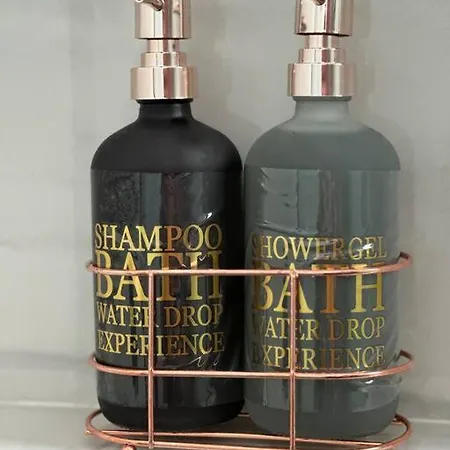 SHAMPOO
BATH
WATER DROP
EXPERIENCE
SHOWERGEL
BATH
WATER DROP
EXPERIENCE